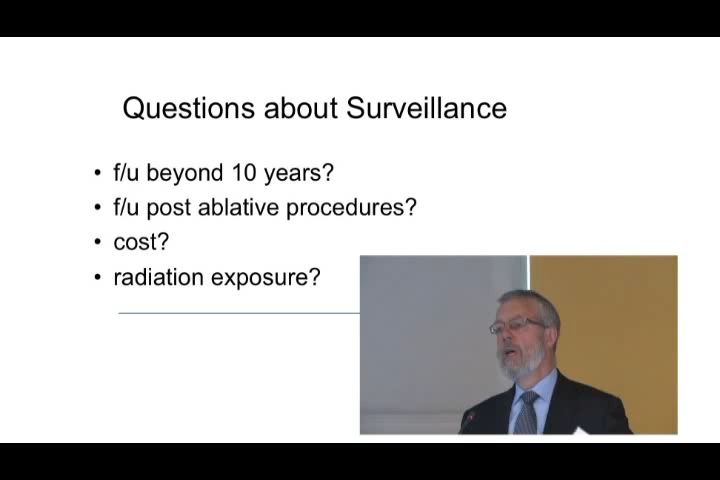 Questions about Surveillance
• f/u beyond 10 years?
• f/u post ablative procedures?
• cost?
• radiation exposure?